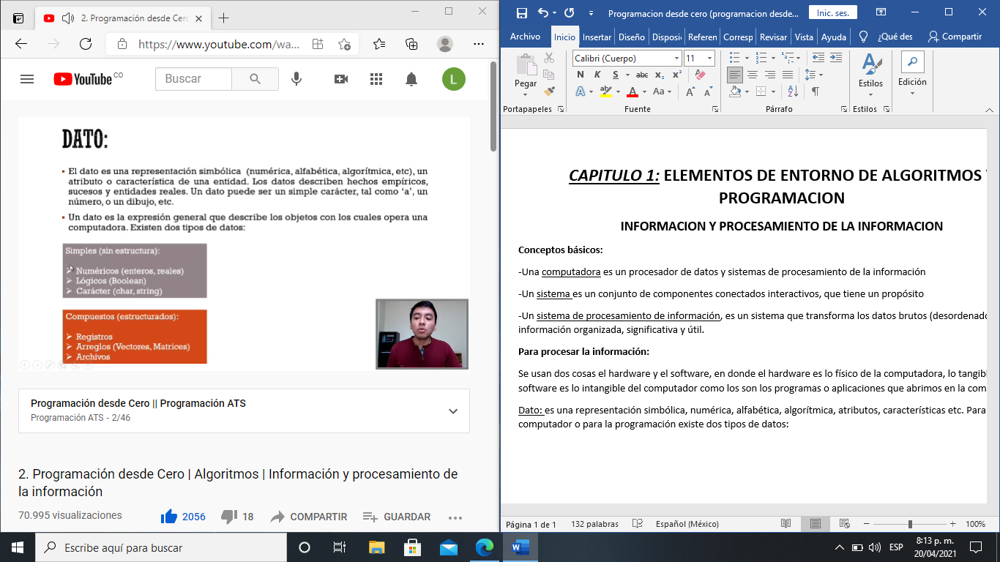 2. Programación desde Cero
https://www.youtube.com/wa...
YouTube CO
Buscar
L
DATO:
El dato es una representación simbólica (numérica, alfabética, algorítmica, etc), un
atributo o característica de una entidad. Los datos describen hechos empíricos,
sucesos y entidades reales. Un dato puede ser un simple carácter, tal como ‘a’, un
número, o un dibujo, etc.
Un dato es la expresión general que describe los objetos con los cuales opera una
computadora. Existen dos tipos de datos:
Simples (sin estructura):
Numéricos (enteros, reales)
Lógicos (Boolean)
Carácter (char, string)
Compuestos (estructurados):
Registros
Arreglos (Vectores, Matrices)
Archivos
Programación desde Cero || Programación ATS
Programación ATS - 2/46
2. Programación desde Cero | Algoritmos | Información y procesamiento de
la información
70.995 visualizaciones
2056
18
COMPARTIR
GUARDAR
Programacion desde cero (programacion desde...
Inic. ses.
Archivo Inicio Insertar Diseño Disposi Referen Corresp Revisar Vista Ayuda ¿Qué des Compartir
Pegar
Portapapeles
Calibri (Cuerpo) 11
N K S abc x₂ x²
A ab A Aa A A
Fuente
Párrafo
Estilos
Estilos
Edición
CAPITULO 1: ELEMENTOS DE ENTORNO DE ALGORITMOS Y
PROGRAMACION
INFORMACION Y PROCESAMIENTO DE LA INFORMACION
Conceptos básicos:
-Una computadora es un procesador de datos y sistemas de procesamiento de la información
-Un sistema es un conjunto de componentes conectados interactivos, que tiene un propósito
-Un sistema de procesamiento de información, es un sistema que transforma los datos brutos (desordenado
información organizada, significativa y útil.
Para procesar la información:
Se usan dos cosas el hardware y el software, en donde el hardware es lo físico de la computadora, lo tangib
software es lo intangible del computador como los son los programas o aplicaciones que abrimos en la com
Dato: es una representación simbólica, numérica, alfabética, algorítmica, atributos, características etc. Para
computador o para la programación existe dos tipos de datos:
Página 1 de 1 132 palabras Español (México) 100%
Escribe aquí para buscar
ESP
8:13 p. m.
20/04/2021